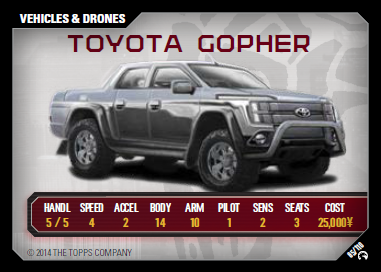 VEHICLES & DRONES
TOYOTA GOPHER
HANDL SPEED ACCEL BODY ARM PILOT SENS SEATS COST
5 / 5 4 2 14 10 1 2 3 25,000¥
© 2014 THE TOPPS COMPANY